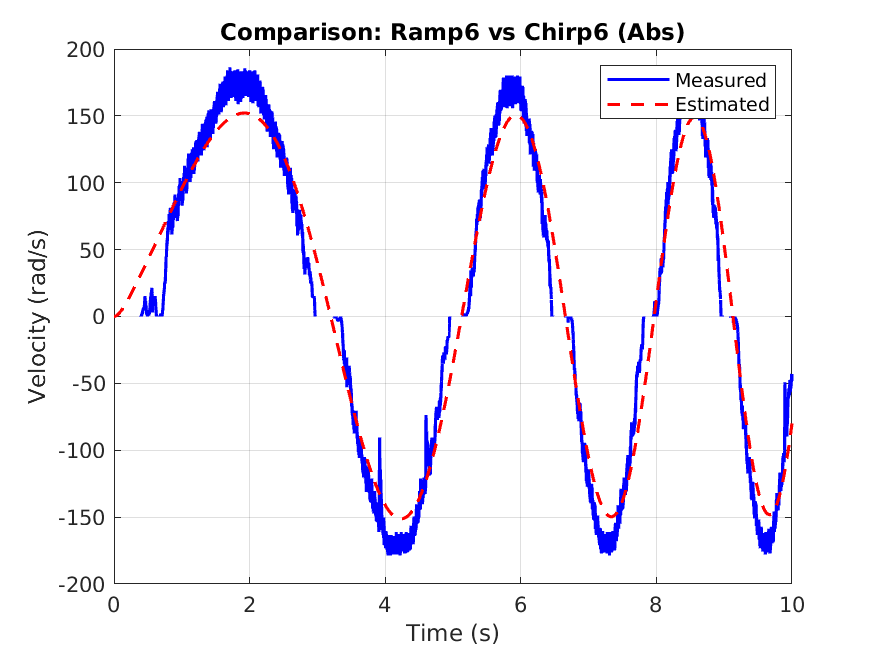 Comparison: Ramp6 vs Chirp6 (Abs)
Measured
Estimated
Velocity (rad/s)
200
150
100
50
0
-50
-100
-150
-200
0 2 4 6 8 10
Time (s)